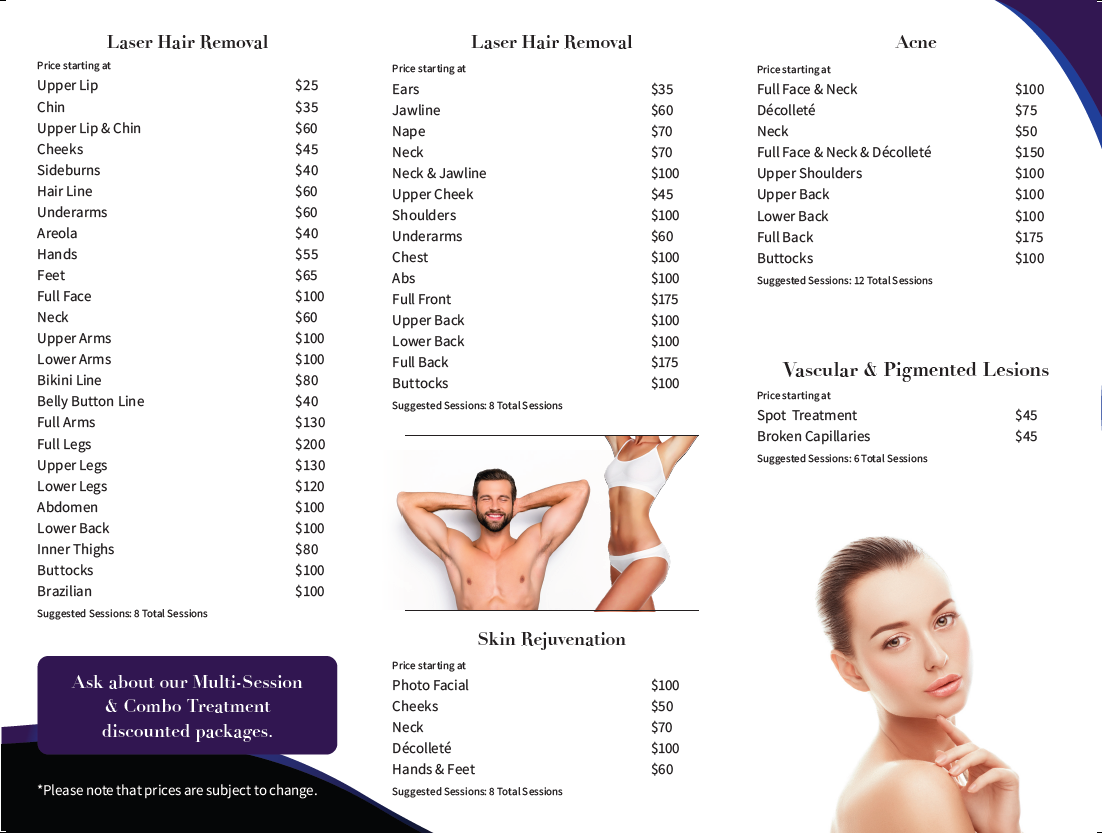 Laser Hair Removal
Price starting at
Upper Lip $25
Chin $35
Upper Lip & Chin $60
Cheeks $45
Sideburns $40
Hair Line $60
Underarms $60
Areola $40
Hands $55
Feet $65
Full Face $100
Neck $60
Upper Arms $100
Lower Arms $100
Bikini Line $80
Belly Button Line $40
Full Arms $130
Full Legs $200
Upper Legs $130
Lower Legs $120
Abdomen $100
Lower Back $100
Inner Thighs $80
Buttocks $100
Brazilian $100
Suggested Sessions: 8 Total Sessions
Ask about our Multi-Session
& Combo Treatment
discounted packages.
*Please note that prices are subject to change.
Laser Hair Removal
Price starting at
Ears $35
Jawline $60
Nape $70
Neck $70
Neck & Jawline $100
Upper Cheek $45
Shoulders $100
Underarms $60
Chest $100
Abs $100
Full Front $175
Upper Back $100
Lower Back $100
Full Back $175
Buttocks $100
Suggested Sessions: 8 Total Sessions
Skin Rejuvenation
Price starting at
Photo Facial $100
Cheeks $50
Neck $70
Décolleté $100
Hands & Feet $60
Suggested Sessions: 8 Total Sessions
Acne
Price starting at
Full Face & Neck $100
Décolleté $75
Neck $50
Full Face & Neck & Décolleté $150
Upper Shoulders $100
Upper Back $100
Lower Back $100
Full Back $175
Buttocks $100
Suggested Sessions: 12 Total Sessions
Vascular & Pigmented Lesions
Price starting at
Spot Treatment $45
Broken Capillaries $45
Suggested Sessions: 6 Total Sessions